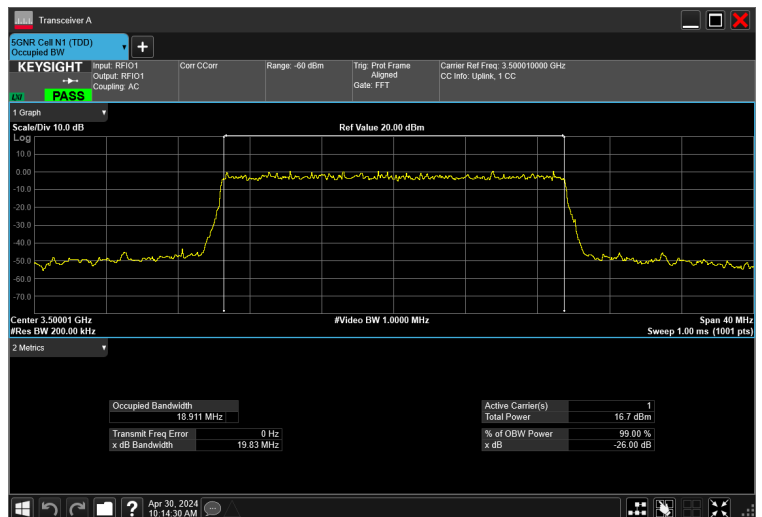 Transceiver A
5GNR Cell N1 (TDD)
Occupied BW
KEYSIGHT
LXI
PASS
Input: RFIO1
Output: RFIO1
Coupling: AC
Corr CCorr
Range: -60 dBm
Trig: Prot Frame
Aligned
Gate: FFT
Carrier Ref Freq: 3.500010000 GHz
CC Info: Uplink, 1 CC
1 Graph
Scale/Div 10.0 dB
Ref Value 20.00 dBm
Log
10.0
0.00
-10.0
-20.0
-30.0
-40.0
-50.0
-60.0
-70.0
Center 3.50001 GHz
#Video BW 1.0000 MHz
Span 40 MHz
#Res BW 200.00 kHz
Sweep 1.00 ms (1001 pts)
2 Metrics
Occupied Bandwidth
18.911 MHz
Transmit Freq Error 0 Hz
x dB Bandwidth 19.83 MHz
Active Carrier(s) 1
Total Power 16.7 dBm
% of OBW Power 99.00 %
x dB -26.00 dB
Apr 30, 2024
10:14:30 AM